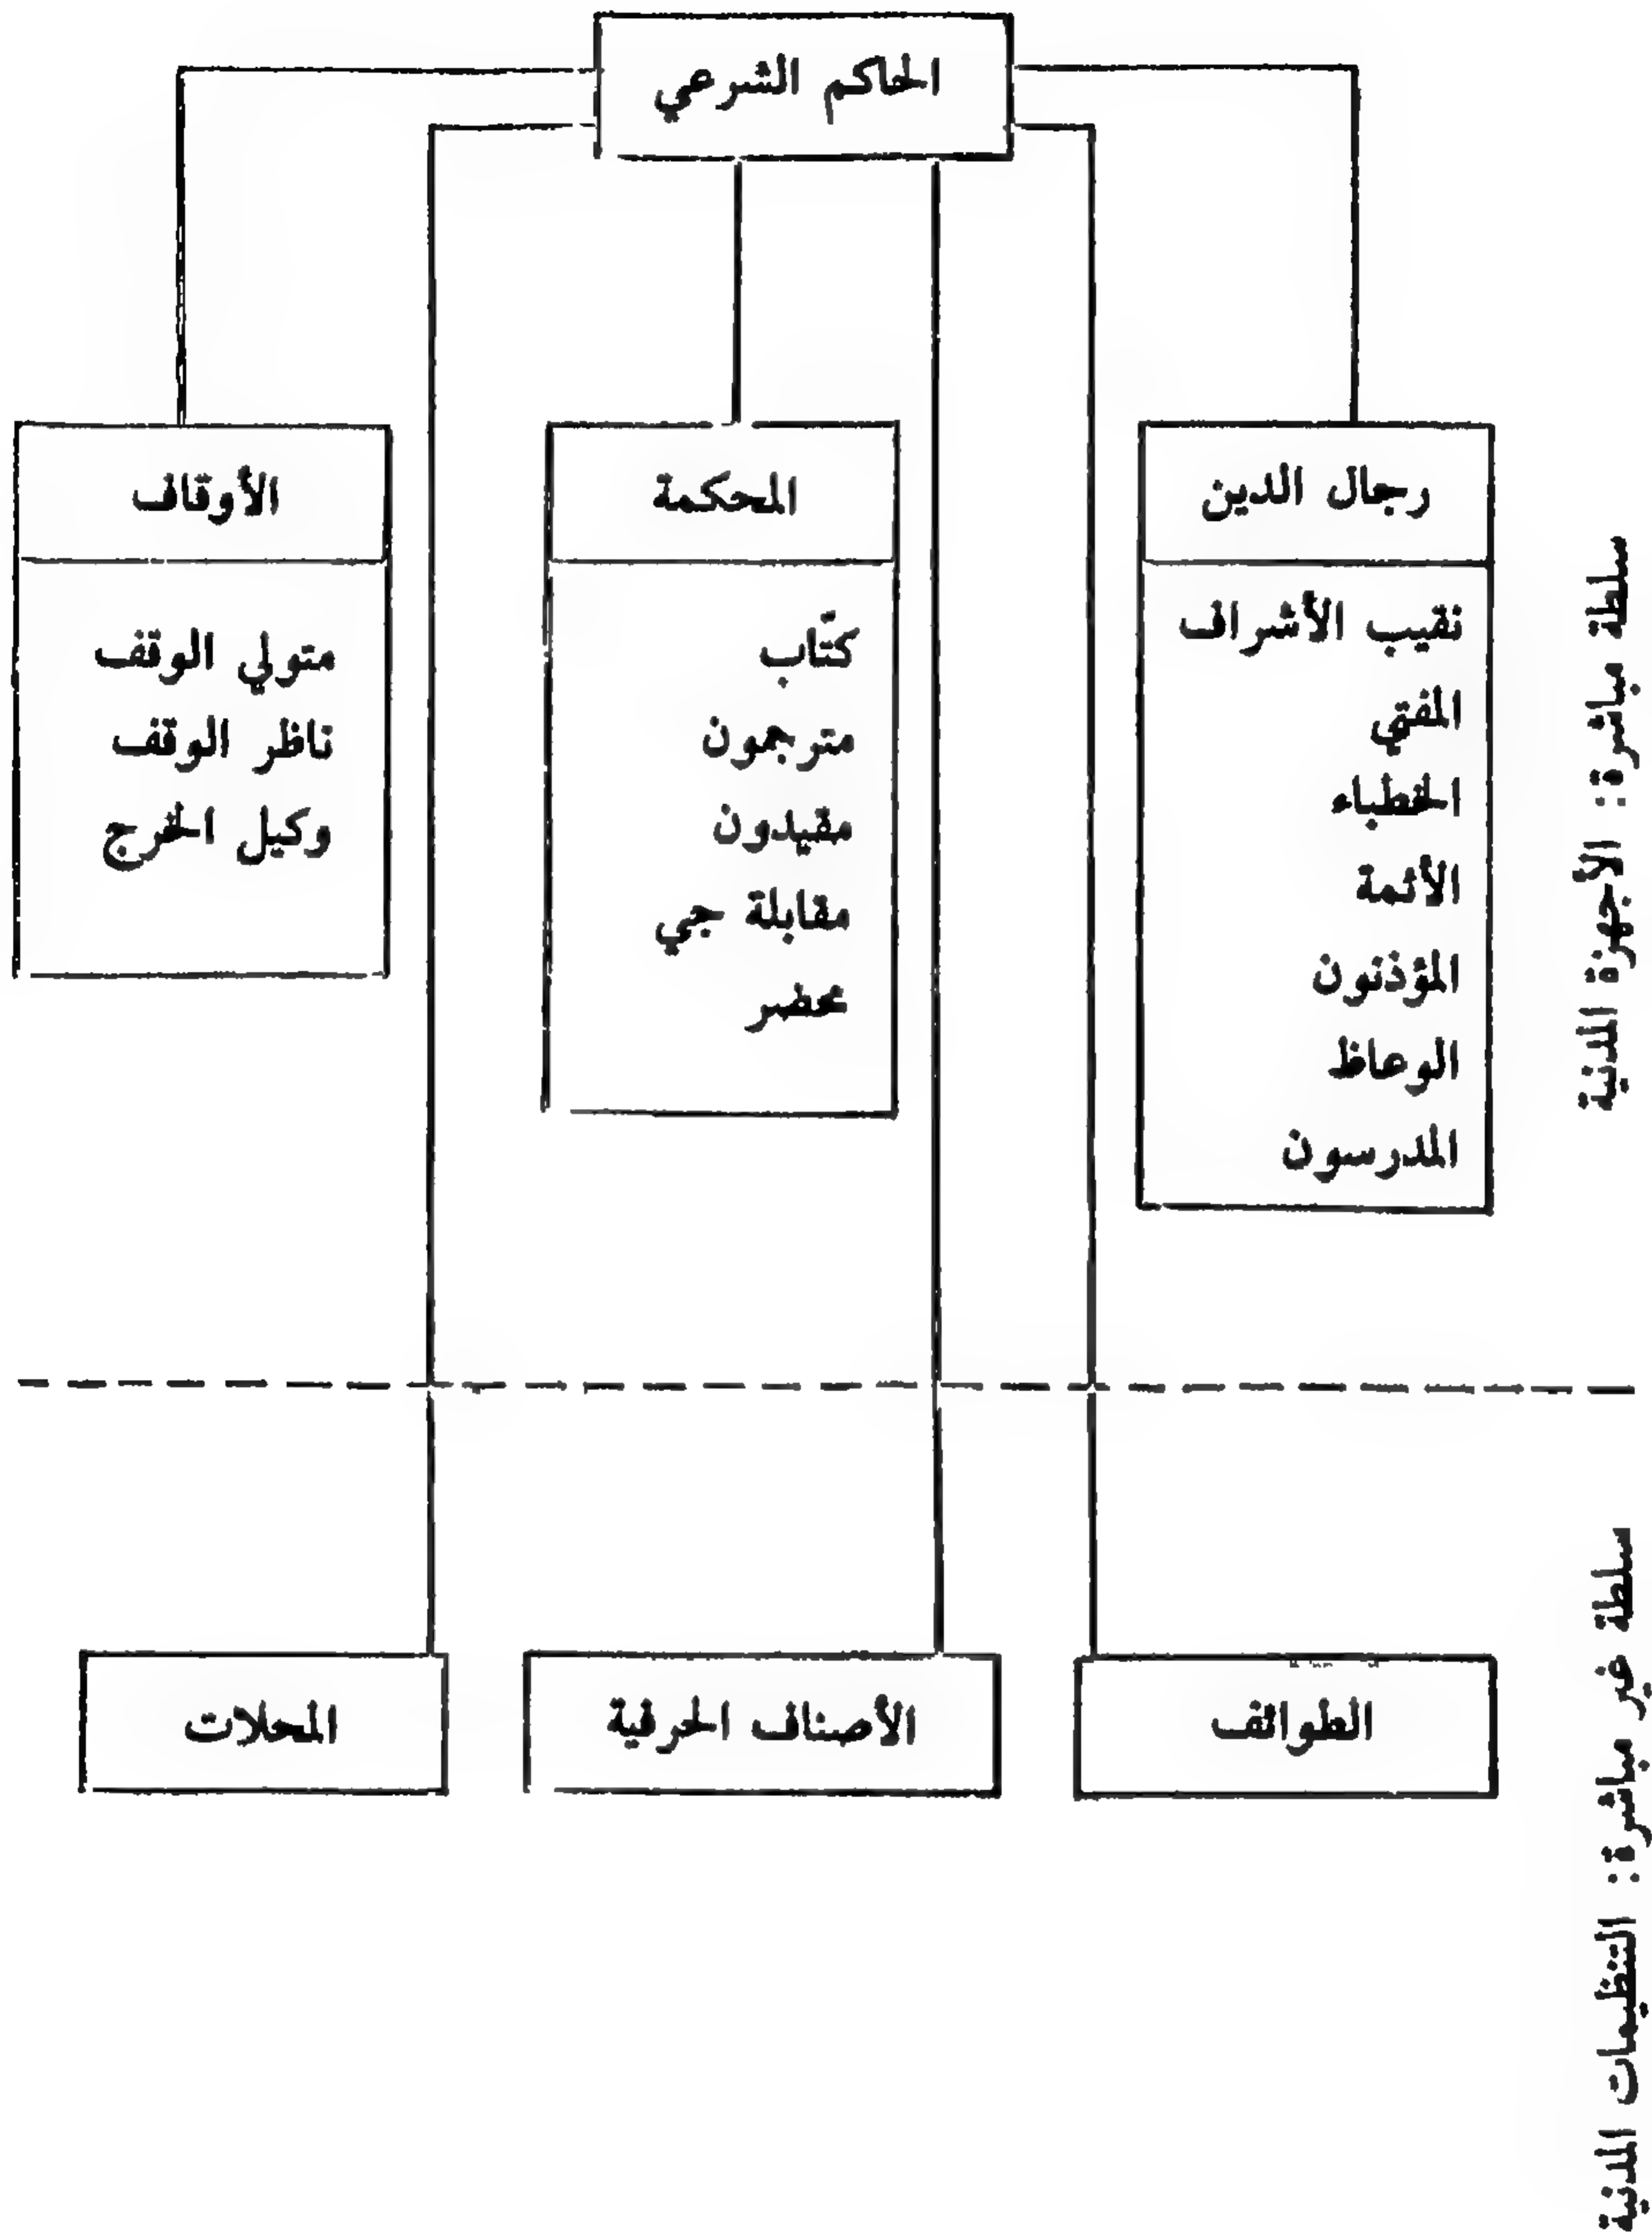 الحاكم الشرعي
رجال الدين
نقيب الأشراف
المفتي
الخطباء
الأئمة
المؤذنون
الوعاظ
المدرسون
المحكمة
كتّاب
مترجمون
مقيدون
مقابلة جي
محضر
الأوقاف
متولي الوقف
ناظر الوقف
وكيل الخرج
سلطة مباشرة: الأجهزة المدنية
الطوائف
الأصناف الحرفية
المحلات
سلطة غير مباشرة: التنظيمات المدنية